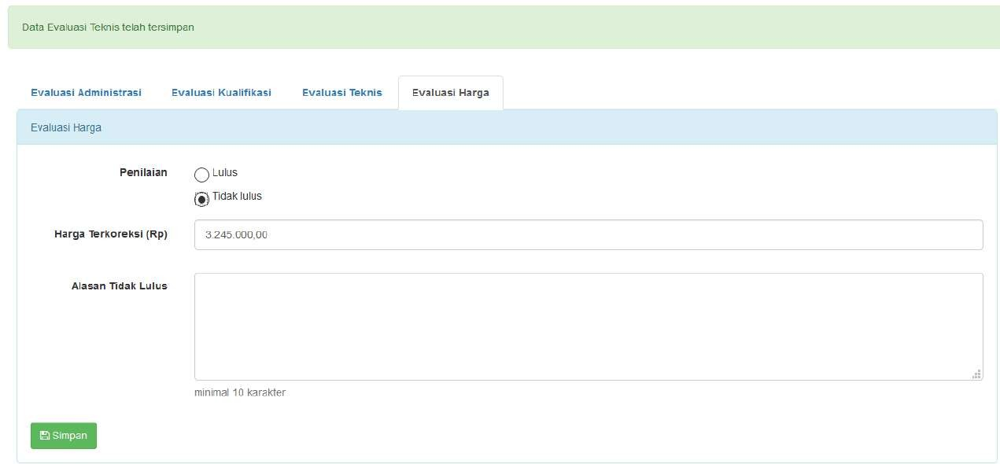 Data Evaluasi Teknis telah tersimpan
Evaluasi Administrasi Evaluasi Kualifikasi Evaluasi Teknis Evaluasi Harga
Evaluasi Harga
Penilaian Lulus
Tidak lulus
Harga Terkoreksi (Rp) 3.245.000,00
Alasan Tidak Lulus
minimal 10 karakter
Simpan